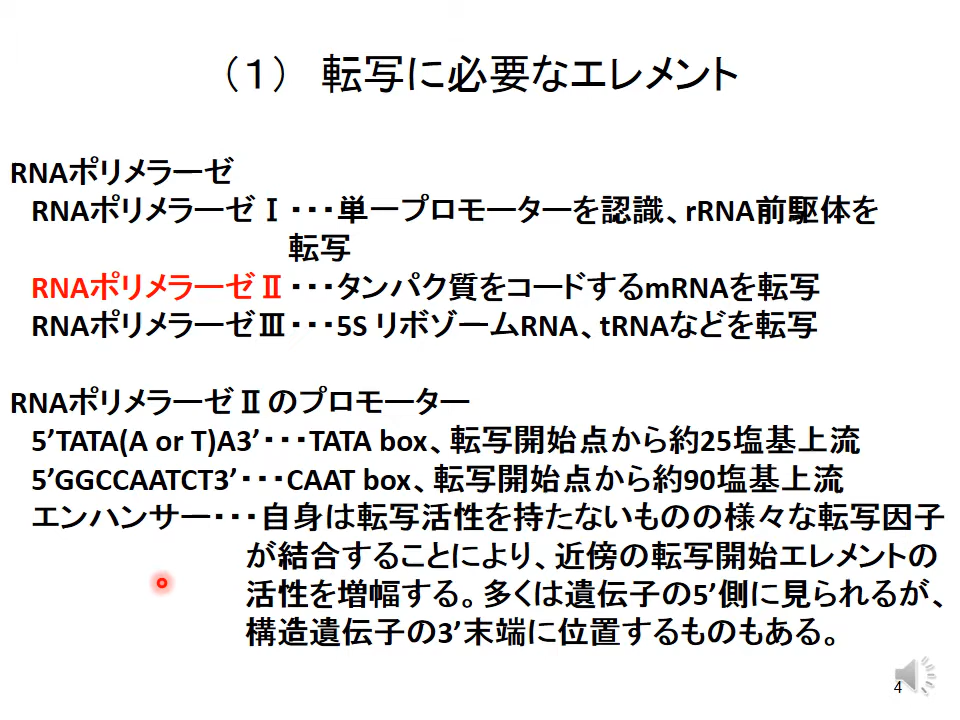 （１）　転写に必要なエレメント
RNAポリメラーゼ
RNAポリメラーゼⅠ・・・単一プロモーターを認識、rRNA前駆体を
転写
RNAポリメラーゼⅡ・・・タンパク質をコードするmRNAを転写
RNAポリメラーゼⅢ・・・5S リボゾームRNA、tRNAなどを転写
RNAポリメラーゼⅡのプロモーター
5’TATA(A or T)A3’・・・TATA box、転写開始点から約25塩基上流
5’GGCCAATCT3’・・・CAAT box、転写開始点から約90塩基上流
エンハンサー・・・自身は転写活性を持たないものの様々な転写因子
が結合することにより、近傍の転写開始エレメントの
活性を増幅する。多くは遺伝子の5’側に見られるが、
構造遺伝子の3’末端に位置するものもある。
4